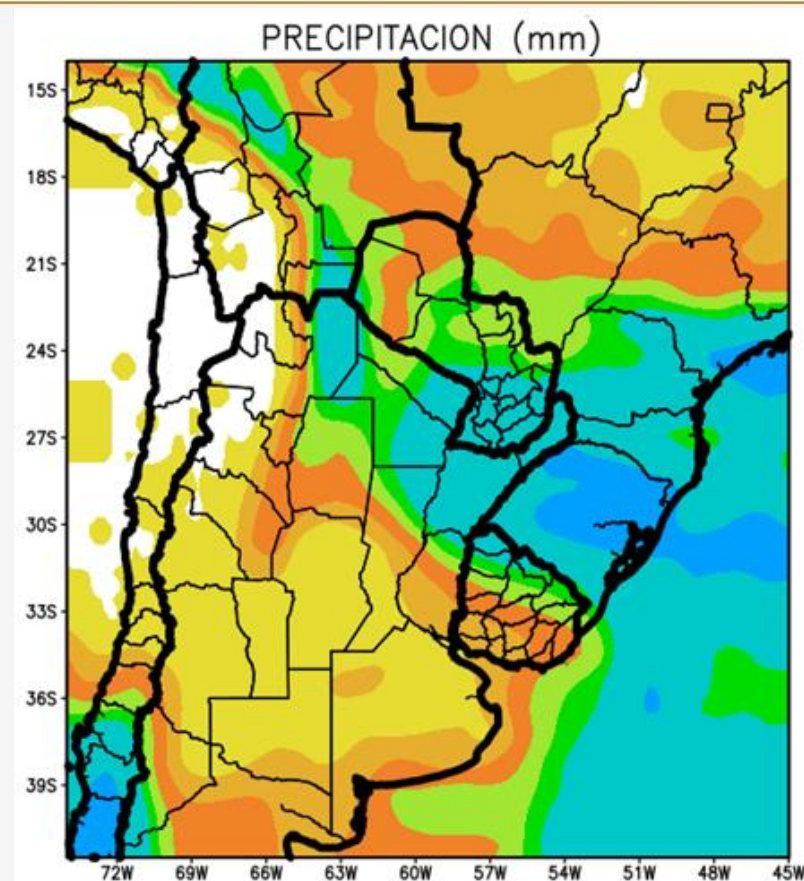 PRECIPITACION (mm)
15S
18S
21S
24S
27S
30S
33S
36S
39S
72W 69W 66W 63W 60W 57W 54W 51W 48W 45W